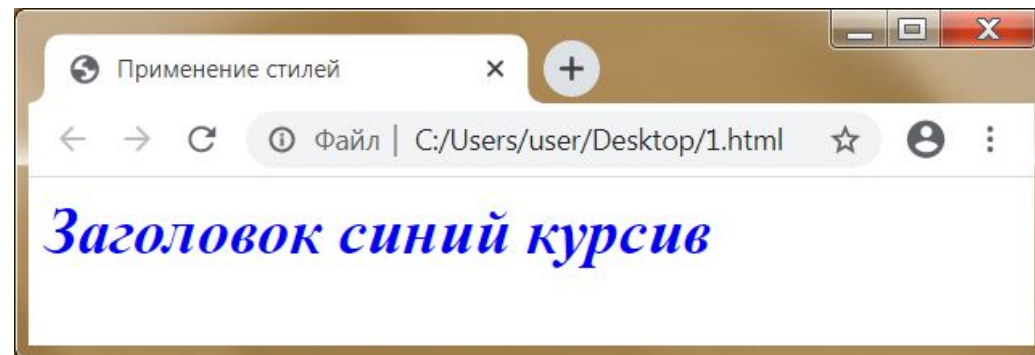 Применение стилей
Файл | C:/Users/user/Desktop/1.html
Заголовок синий курсив